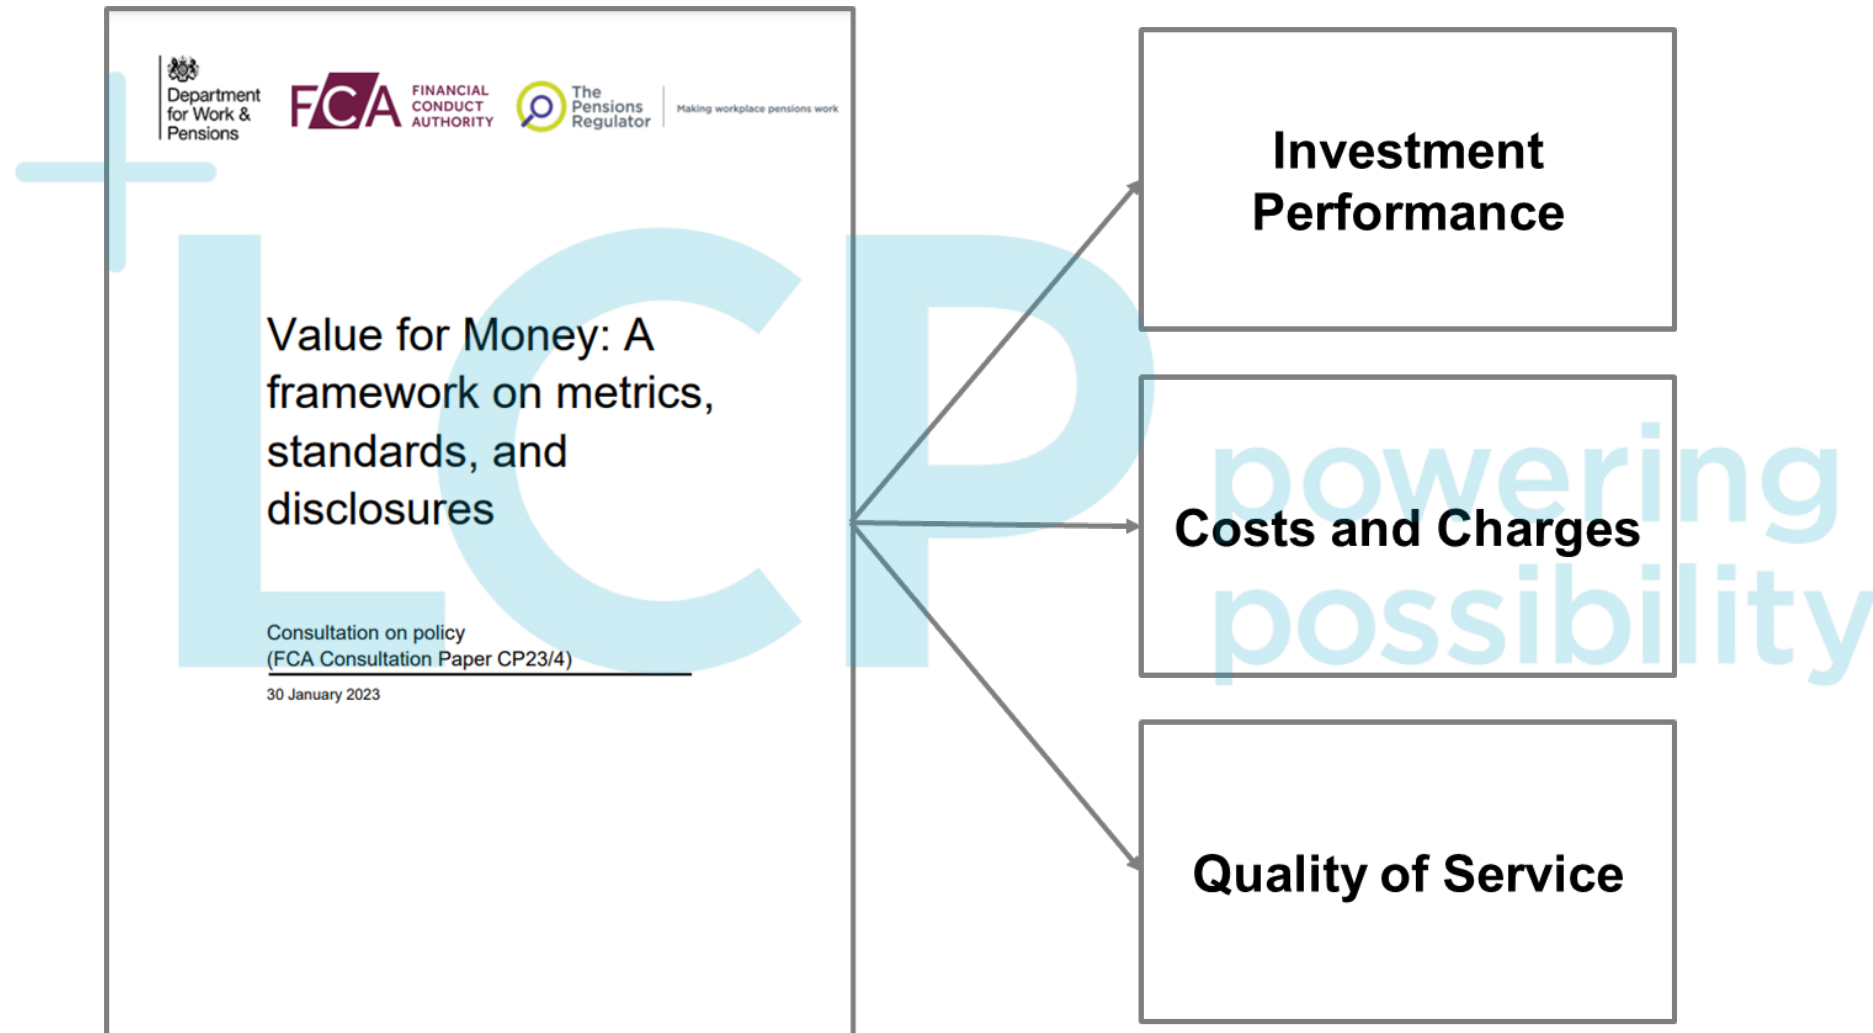 Department
for Work &
Pensions
FCA
FINANCIAL
CONDUCT
AUTHORITY
The
Pensions
Regulator
Making workplace pensions work
Value for Money: A
framework on metrics,
standards, and
disclosures
Consultation on policy
(FCA Consultation Paper CP23/4)
30 January 2023
Investment
Performance
Costs and Charges
Quality of Service
LCP
powering
possibility